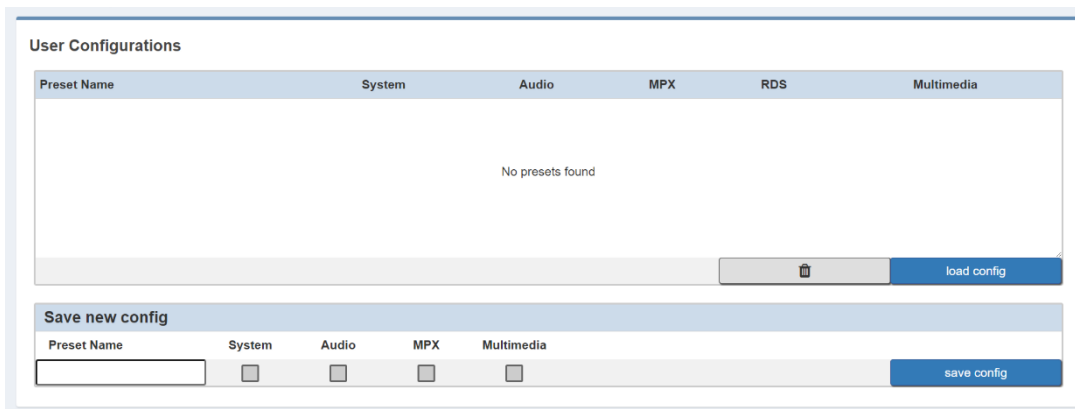 User Configurations
Preset Name System Audio MPX RDS Multimedia
No presets found
load config
Save new config
Preset Name System Audio MPX Multimedia
save config